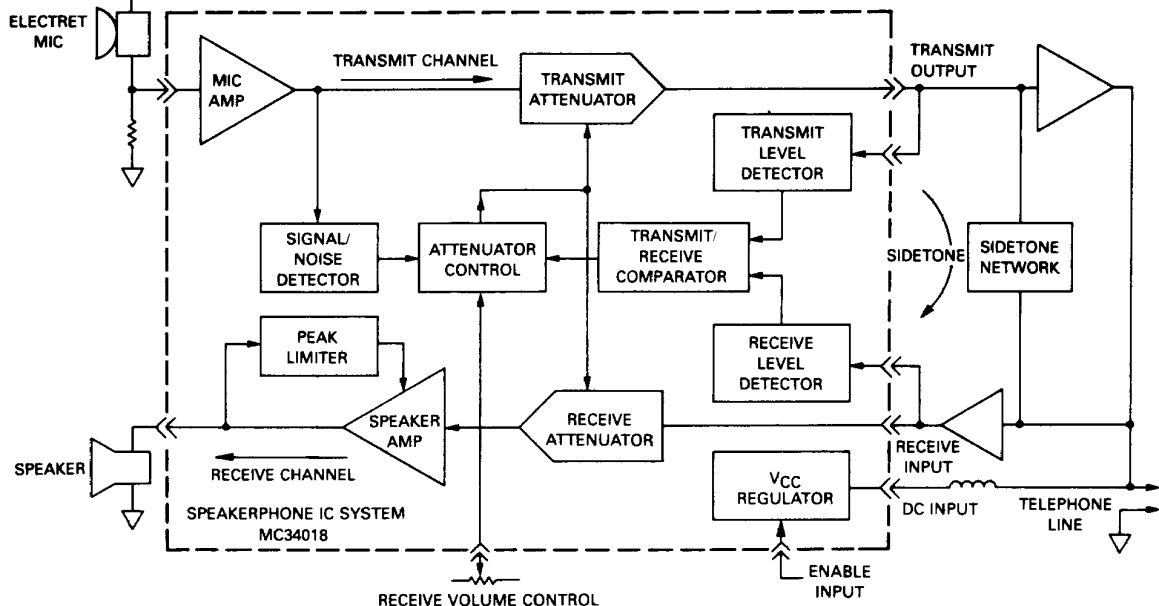 ELECTRET
MIC
MIC
AMP
TRANSMIT CHANNEL
TRANSMIT
ATTENUATOR
TRANSMIT
OUTPUT
TRANSMIT
LEVEL
DETECTOR
SIGNAL/
NOISE
DETECTOR
ATTENUATOR
CONTROL
TRANSMIT/
RECEIVE
COMPARATOR
SIDETONE
SIDETONE
NETWORK
PEAK
LIMITER
RECEIVE
LEVEL
DETECTOR
SPEAKER
AMP
RECEIVE
ATTENUATOR
RECEIVE
INPUT
SPEAKER
RECEIVE CHANNEL
VCC
REGULATOR
DC INPUT
TELEPHONE
LINE
SPEAKERPHONE IC SYSTEM
MC34018
ENABLE
INPUT
RECEIVE VOLUME CONTROL